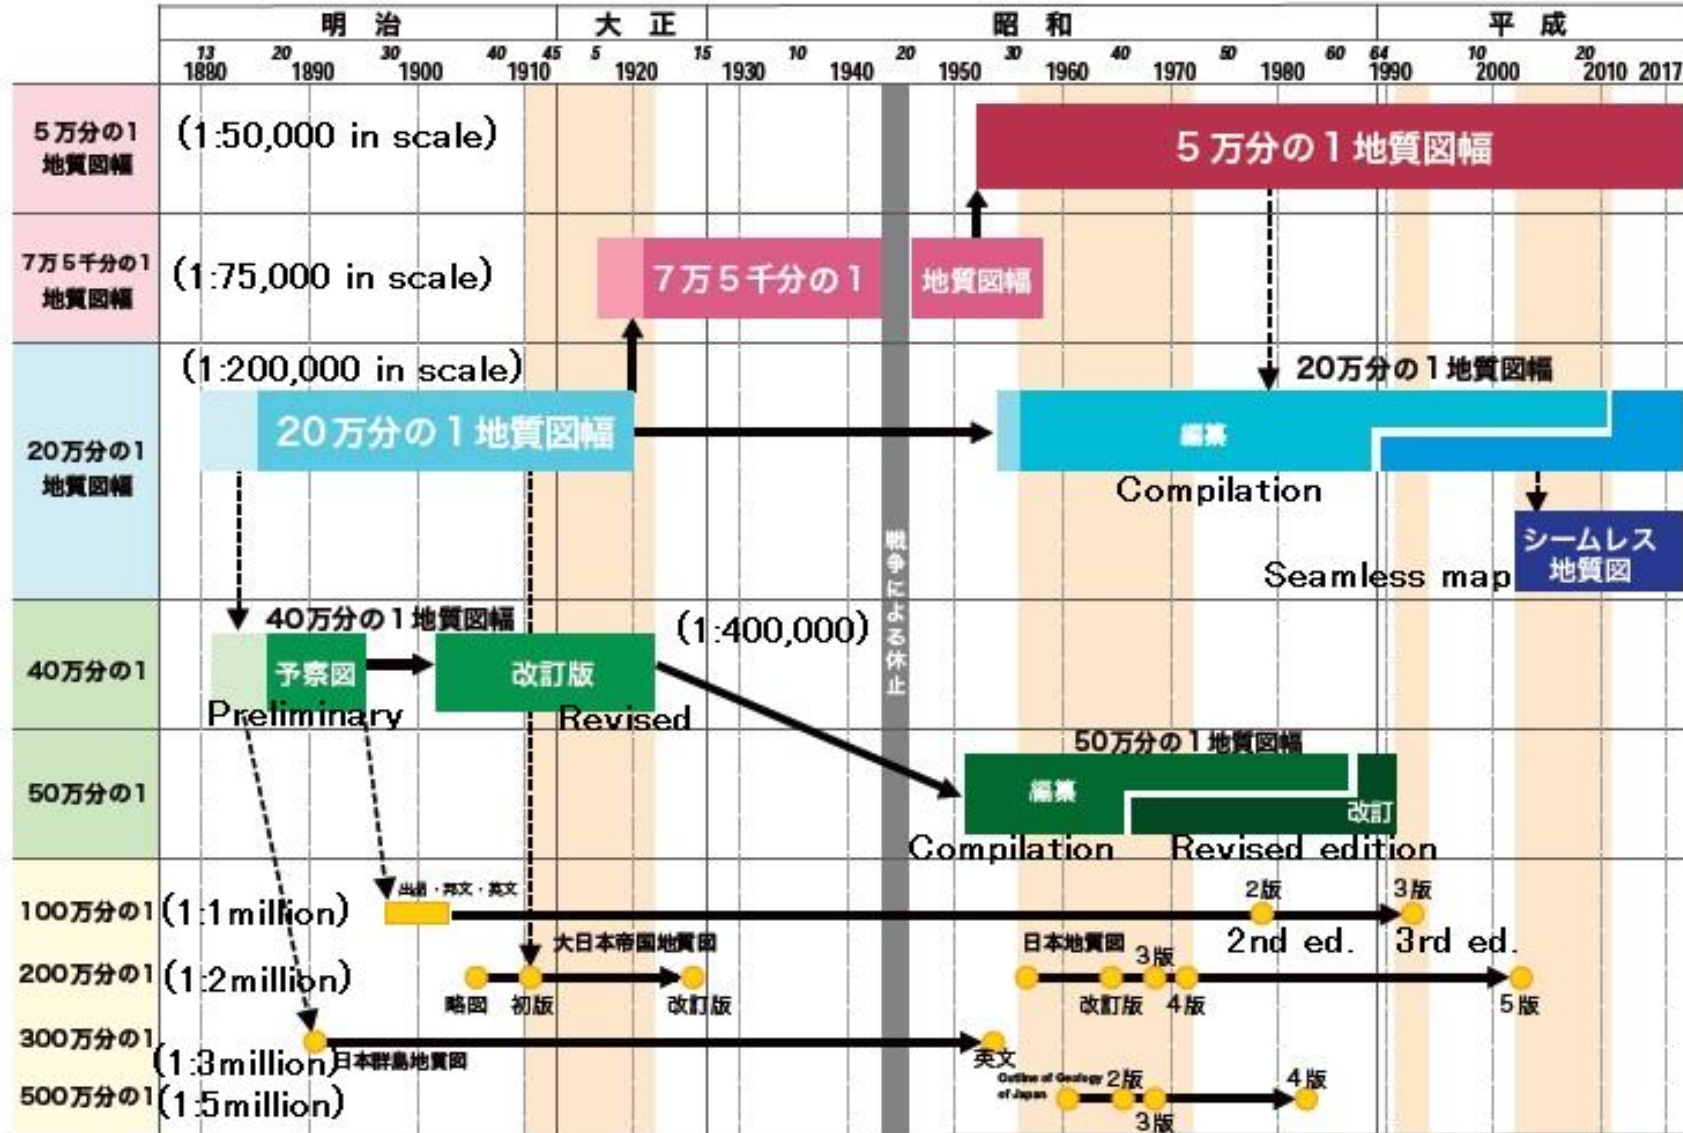 明 治 大 正 昭 和 平 成
13 20 30 40 45 5 15 10 20 30 40 50 60 64 10 20
1880 1890 1900 1910 1920 1930 1940 1950 1960 1970 1980 1990 2000 2010 2017
5万分の1
地質図幅
(1:50,000 in scale)
5万分の1地質図幅
7万5千分の1
地質図幅
(1:75,000 in scale)
7万5千分の1
地質図幅
(1:200,000 in scale)
20万分の1地質図幅
20万分の1
地質図幅
20万分の1地質図幅
編纂
Compilation
シームレス
地質図
Seamless map
戦争による休止
40万分の1地質図幅
(1:400,000)
40万分の1
予察図
改訂版
Preliminary
Revised
50万分の1地質図幅
50万分の1
編纂
改訂
Compilation
Revised edition
100万分の1
(1:1million)
・英文
2版
3版
2nd ed.
3rd ed.
大日本帝国地質図
日本地質図
3版
200万分の1
(1:2million)
略図
初版
改訂版
改訂版
4版
5版
300万分の1
(1:3million)
日本群島地質図
英文
500万分の1
(1:5million)
Outline of Geology
of Japan
2版
3版
4版